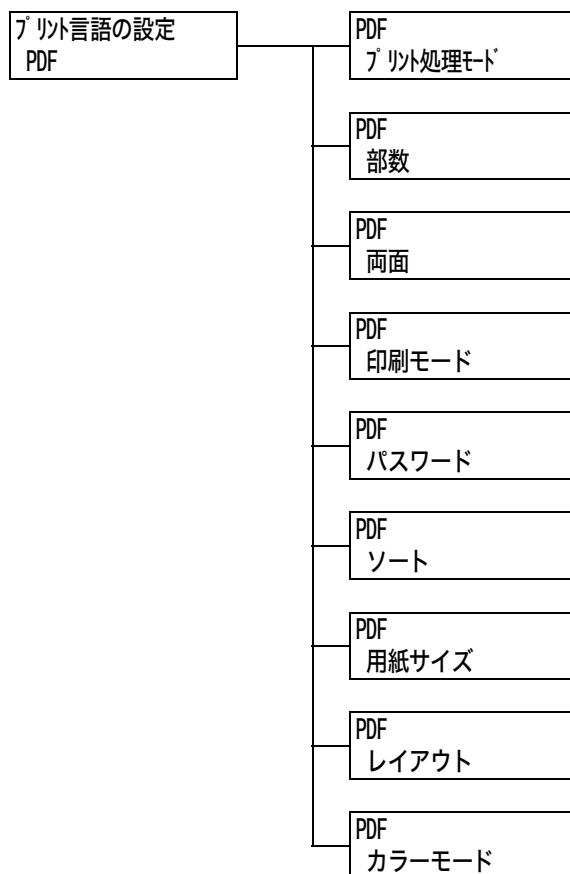 プリント言語の設定
PDF
PDF
プリント処理モード
PDF
部数
PDF
両面
PDF
印刷モード
PDF
パスワード
PDF
ソート
PDF
用紙サイズ
PDF
レイアウト
PDF
カラーモード